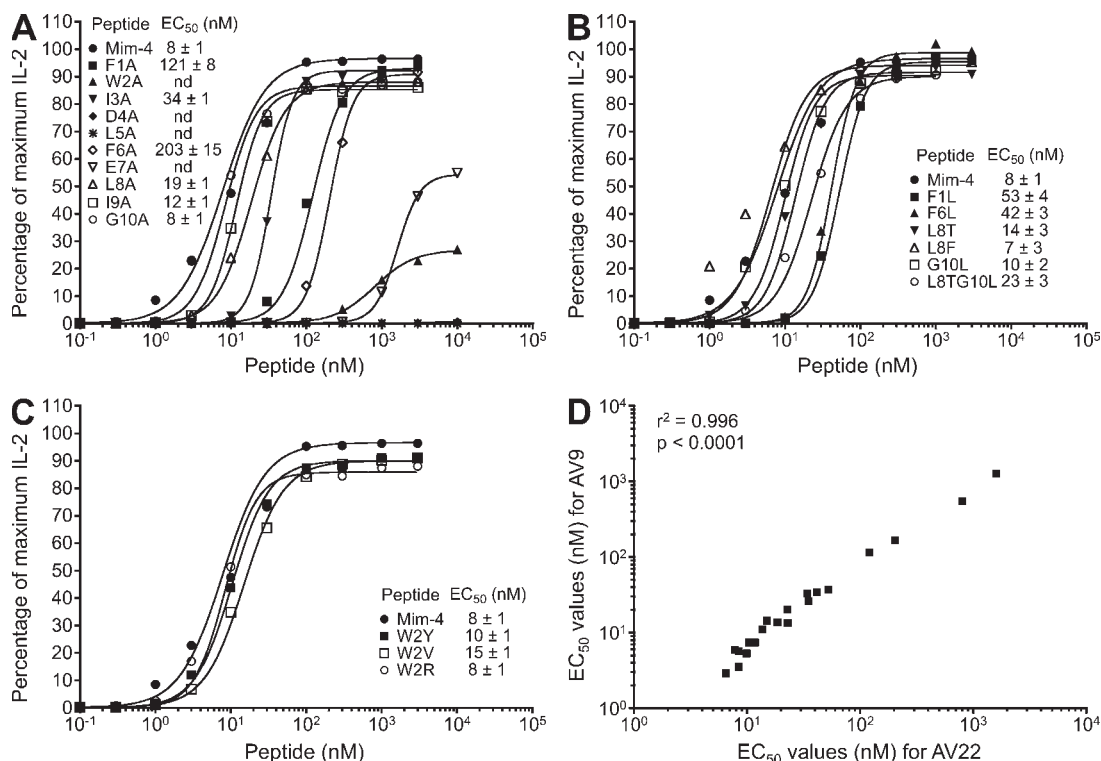 A
Percentage of maximum IL-2
110
100
90
80
70
60
50
40
30
20
10
0
Peptide EC50 (nM)
Mim-4 8 ± 1
F1A 121 ± 8
W2A nd
I3A 34 ± 1
D4A nd
L5A nd
F6A 203 ± 15
E7A nd
L8A 19 ± 1
I9A 12 ± 1
G10A 8 ± 1
10-1 100 101 102 103 104 105
Peptide (nM)
B
Percentage of maximum IL-2
110
100
90
80
70
60
50
40
30
20
10
0
Peptide EC50 (nM)
Mim-4 8 ± 1
F1L 53 ± 4
F6L 42 ± 3
L8T 14 ± 3
L8F 7 ± 3
G10L 10 ± 2
L8TG10L 23 ± 3
10-1 100 101 102 103 104 105
Peptide (nM)
C
Percentage of maximum IL-2
110
100
90
80
70
60
50
40
30
20
10
0
Peptide EC50 (nM)
Mim-4 8 ± 1
W2Y 10 ± 1
W2V 15 ± 1
W2R 8 ± 1
10-1 100 101 102 103 104 105
Peptide (nM)
D
EC50 values (nM) for AV9
104
103
102
101
100
r2 = 0.996
p < 0.0001
100 101 102 103 104
EC50 values (nM) for AV22